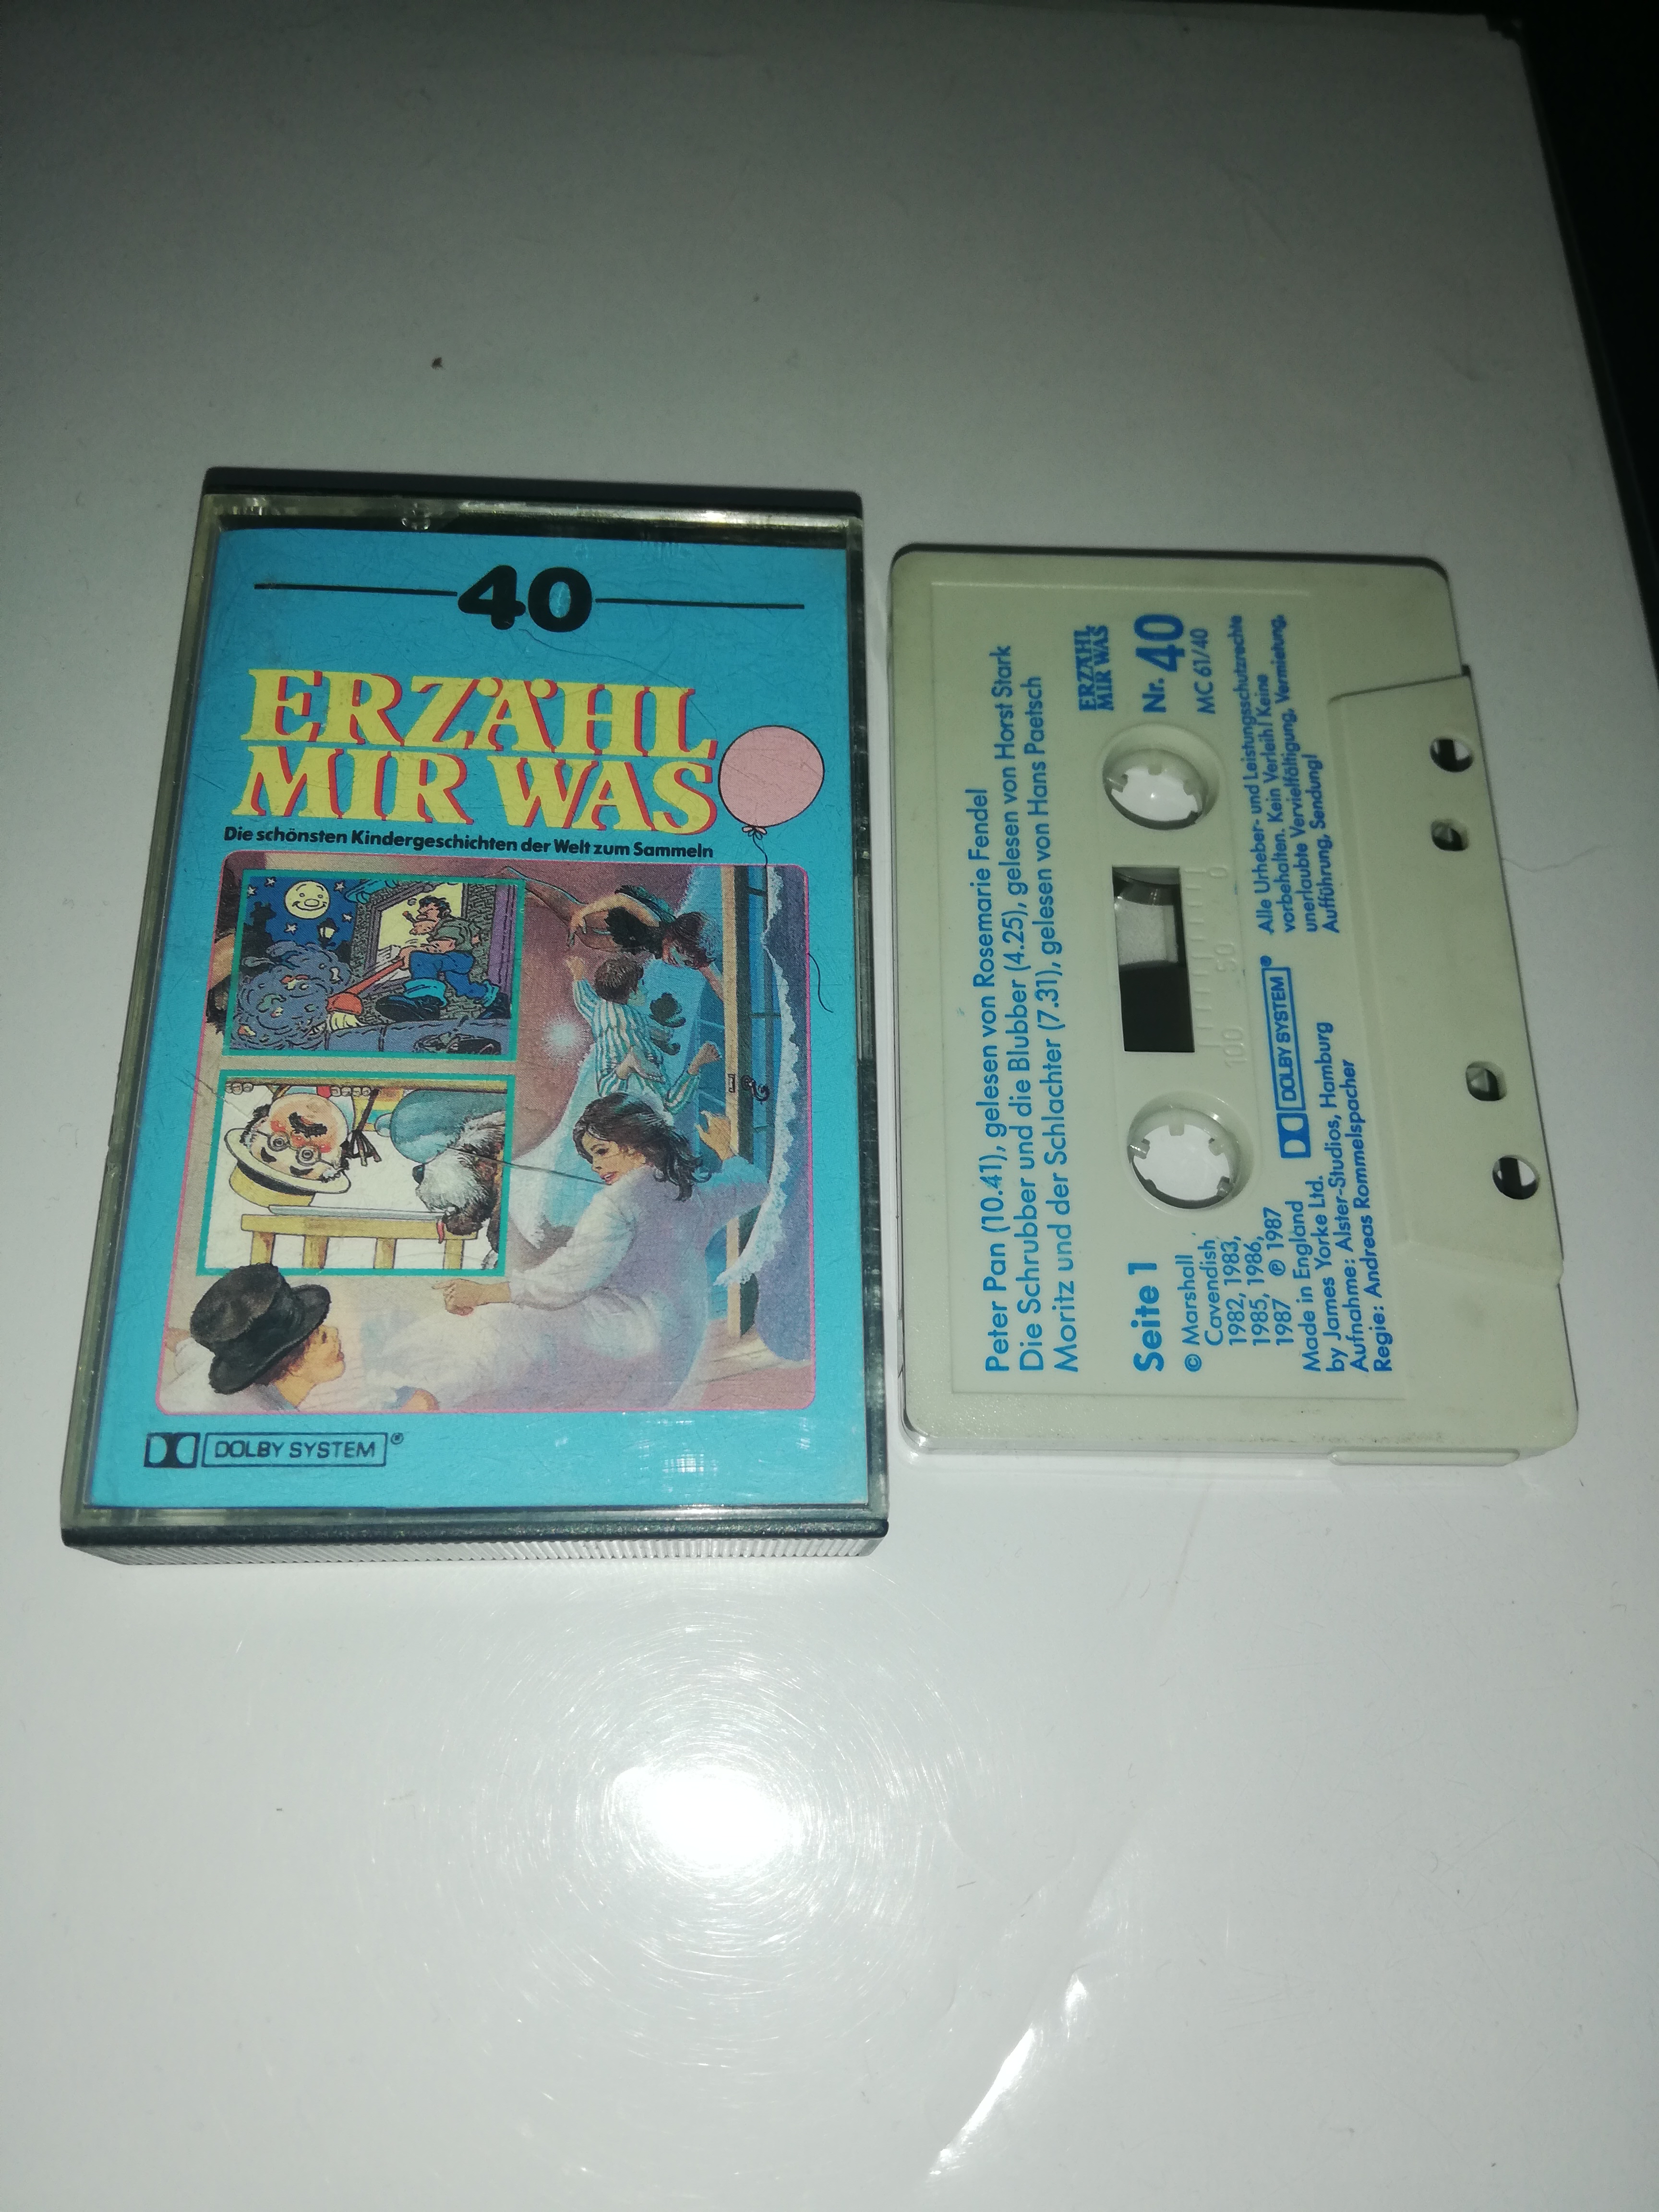 40
ERZÄHL
MIR WAS
Die schönsten Kindergeschichten der Welt zum Sammeln
DOLBY SYSTEM®
Peter Pan (10.41), gelesen von Rosemarie Fendel
Die Schrubber und die Blubber (4.25), gelesen von Horst Stark
Moritz und der Schlachter (7.31), gelesen von Hans Paetsch
ERZÄHL
MIR WAS
Nr. 40
MC 61/40
Seite 1
© Marshall
Cavendish,
1982, 1983,
1985, 1986,
1987 ℗ 1987
Made in England
by James Yorke Ltd.
Aufnahme: Alster-Studios, Hamburg
Regie: Andreas Rommelspacher
DOLBY SYSTEM®
Alle Urheber- und Leistungsschutzrechte
vorbehalten. Kein Verleih! Keine
unerlaubte Vervielfältigung, Vermietung,
Aufführung, Sendung!
100 50 0